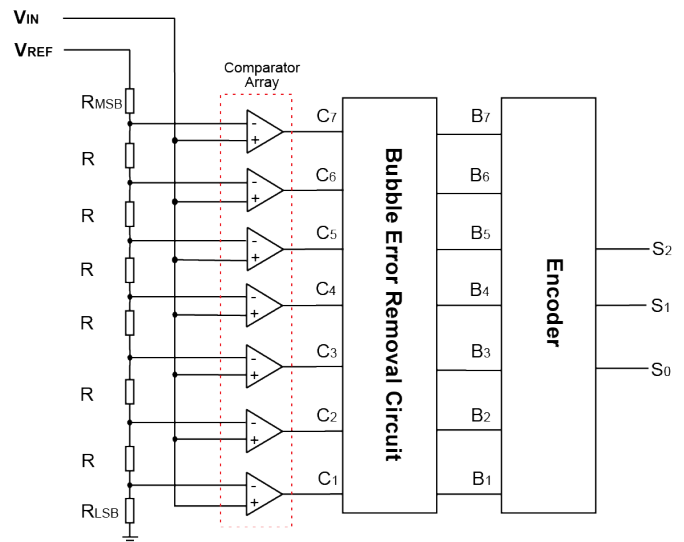 VIN
VREF
Comparator
Array
RMSB
R
R
R
R
R
R
RLSB
-
+
-
+
-
+
-
+
-
+
-
+
-
+
C7
C6
C5
C4
C3
C2
C1
Bubble Error Removal Circuit
B7
B6
B5
B4
B3
B2
B1
Encoder
S2
S1
S0